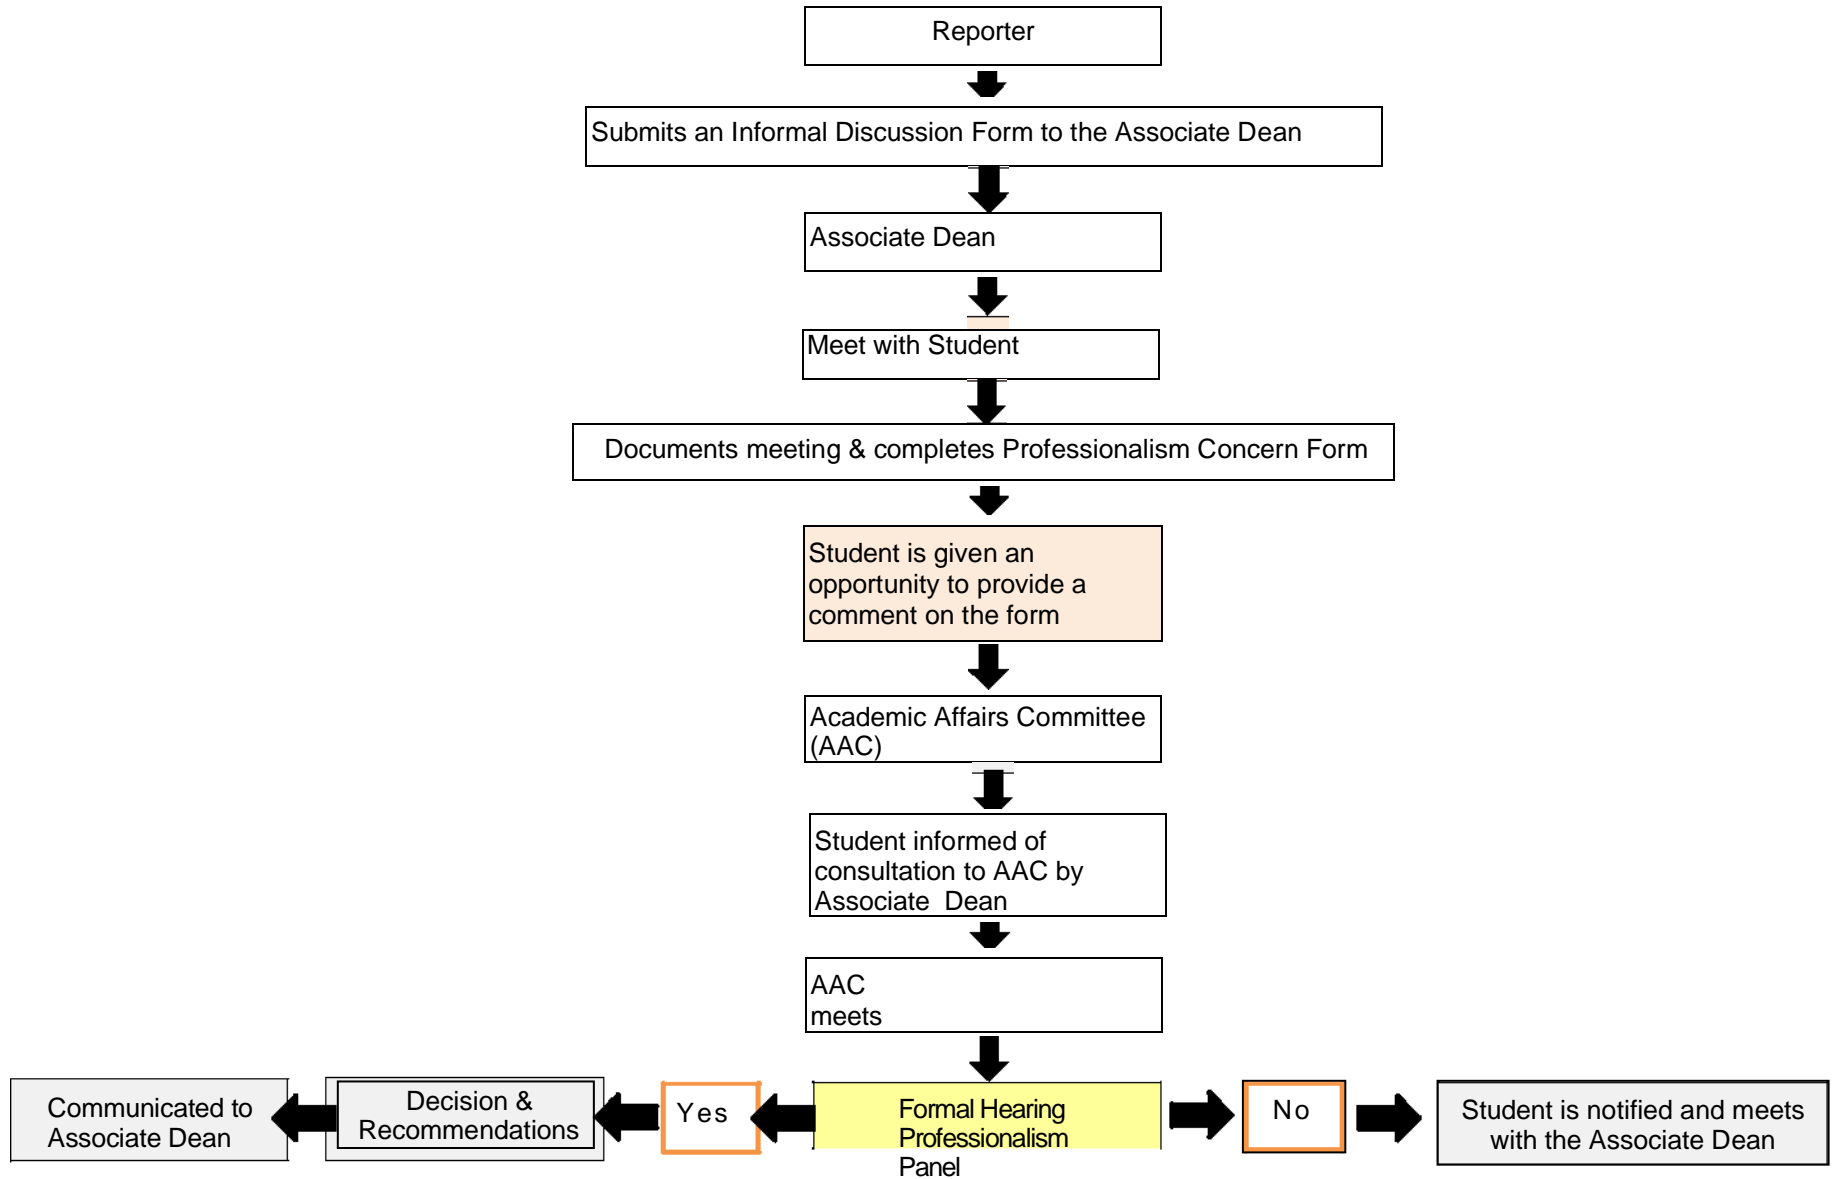 Reporter
Submits an Informal Discussion Form to the Associate Dean
Associate Dean
Meet with Student
Documents meeting & completes Professionalism Concern Form
Student is given an
opportunity to provide a
comment on the form
Academic Affairs Committee
(AAC)
Student informed of
consultation to AAC by
Associate Dean
AAC
meets
Communicated to
Associate Dean
Decision &
Recommendations
Yes
Formal Hearing
Professionalism
Panel
No
Student is notified and meets
with the Associate Dean